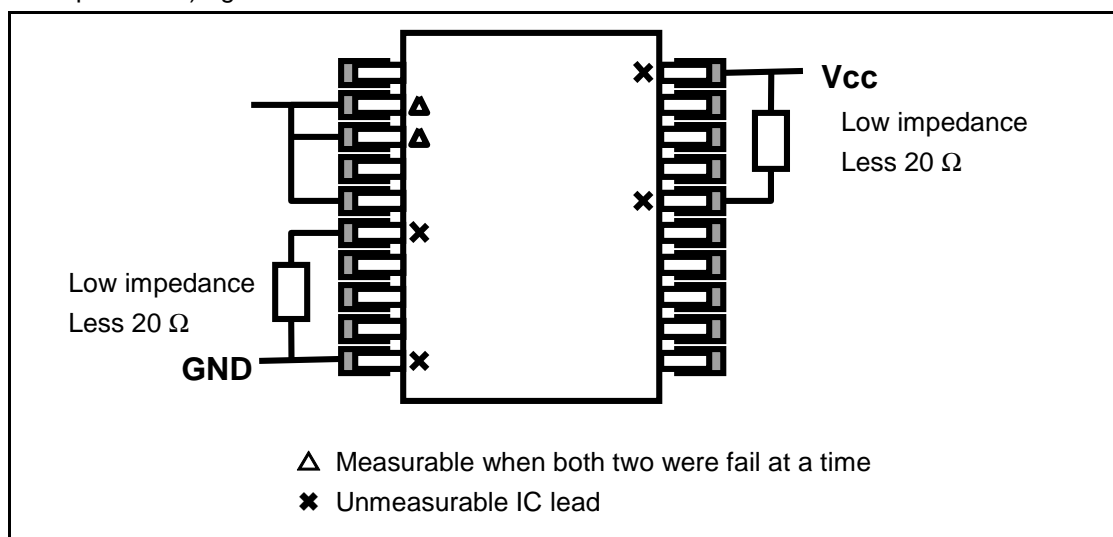 Vcc
Low impedance
Less 20 Ω
Low impedance
Less 20 Ω
GND
Δ Measurable when both two were fail at a time
✖ Unmeasurable IC lead